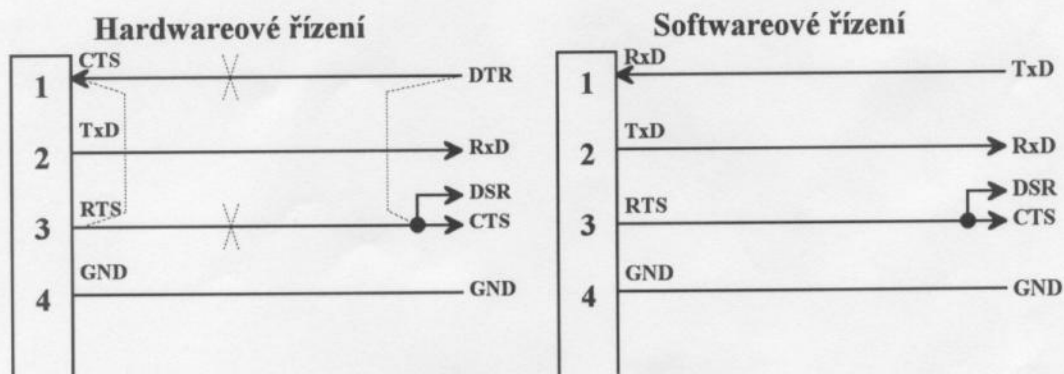 Hardwareové řízení
CTS
1
DTR
TxD
2
RxD
DSR
RTS
3
CTS
GND
4
GND
Softwareové řízení
RxD
1
TxD
TxD
2
RxD
DSR
RTS
3
CTS
GND
4
GND